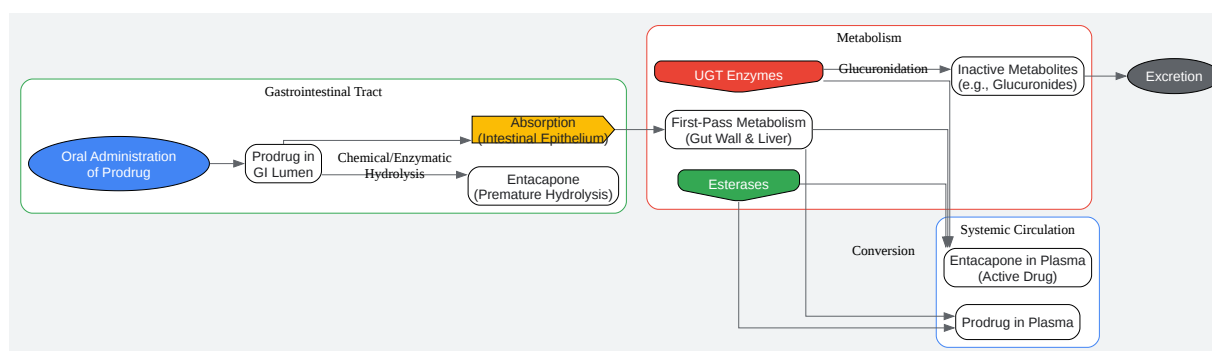 Metabolism
UGT Enzymes
Glucuronidation
Inactive Metabolites
(e.g., Glucuronides)
Excretion
Gastrointestinal Tract
Oral Administration
of Prodrug
Prodrug in
GI Lumen
Absorption
(Intestinal Epithelium)
Chemical/Enzymatic
Hydrolysis
Entacapone
(Premature Hydrolysis)
First-Pass Metabolism
(Gut Wall & Liver)
Esterases
Conversion
Systemic Circulation
Entacapone in Plasma
(Active Drug)
Prodrug in Plasma